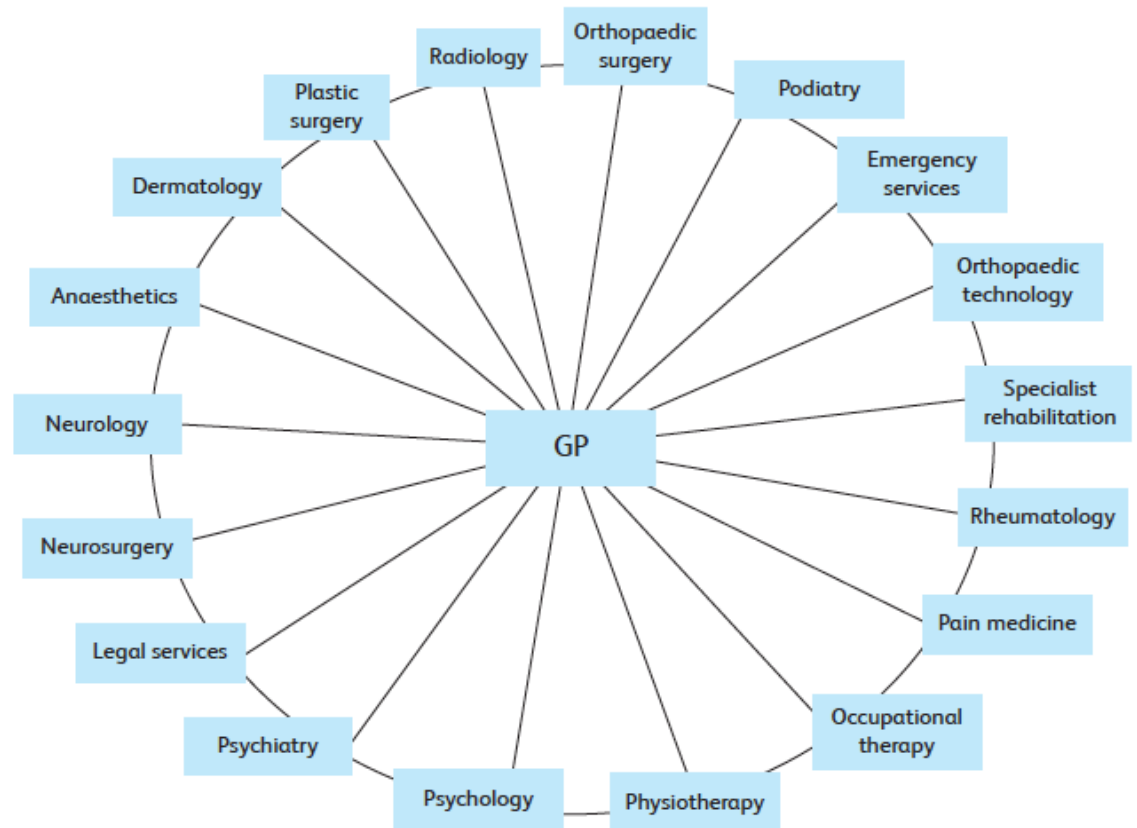 Orthopaedic
surgery
Radiology
Podiatry
Plastic
surgery
Emergency
services
Dermatology
Orthopaedic
technology
Anaesthetics
Specialist
rehabilitation
Neurology
GP
Rheumatology
Neurosurgery
Pain medicine
Legal services
Occupational
therapy
Psychiatry
Psychology
Physiotherapy